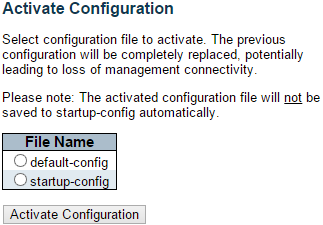 Activate Configuration
Select configuration file to activate. The previous
configuration will be completely replaced, potentially
leading to loss of management connectivity.
Please note: The activated configuration file will not be
saved to startup-config automatically.
File Name
default-config
startup-config
Activate Configuration